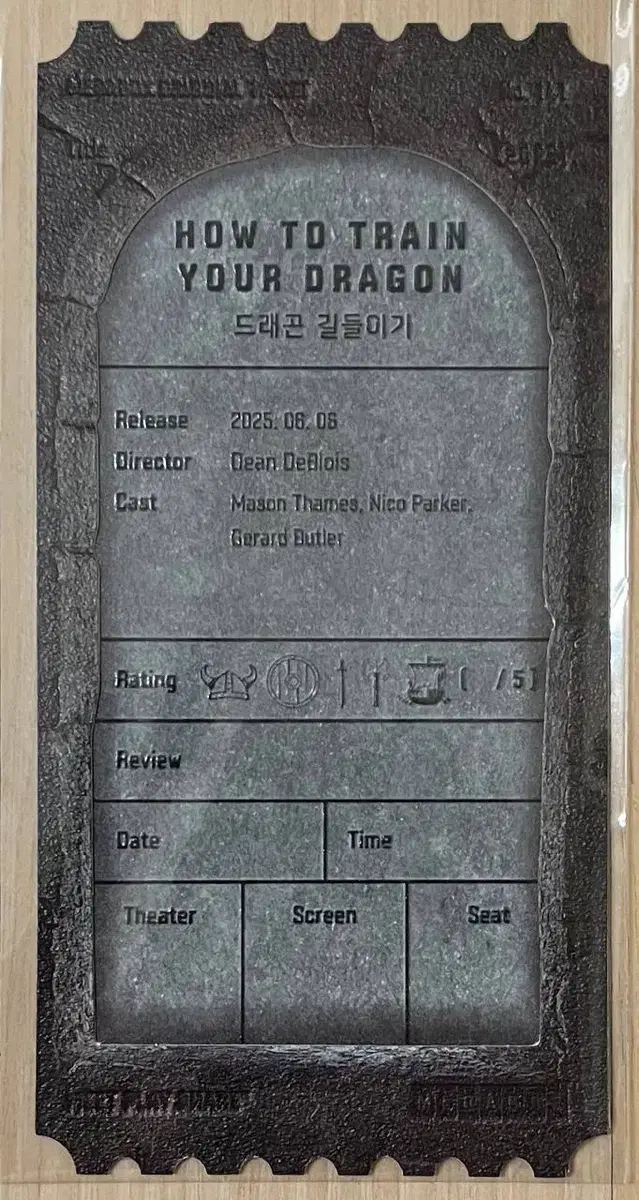 HOW TO TRAIN
YOUR DRAGON
드래곤 길들이기
Release 2025. 06. 06
Director Dean DeBlois
Cast Mason Thames, Nico Parker,
Gerard Butler
Rating [ /5]
Review
Date Time
Theater Screen Seat